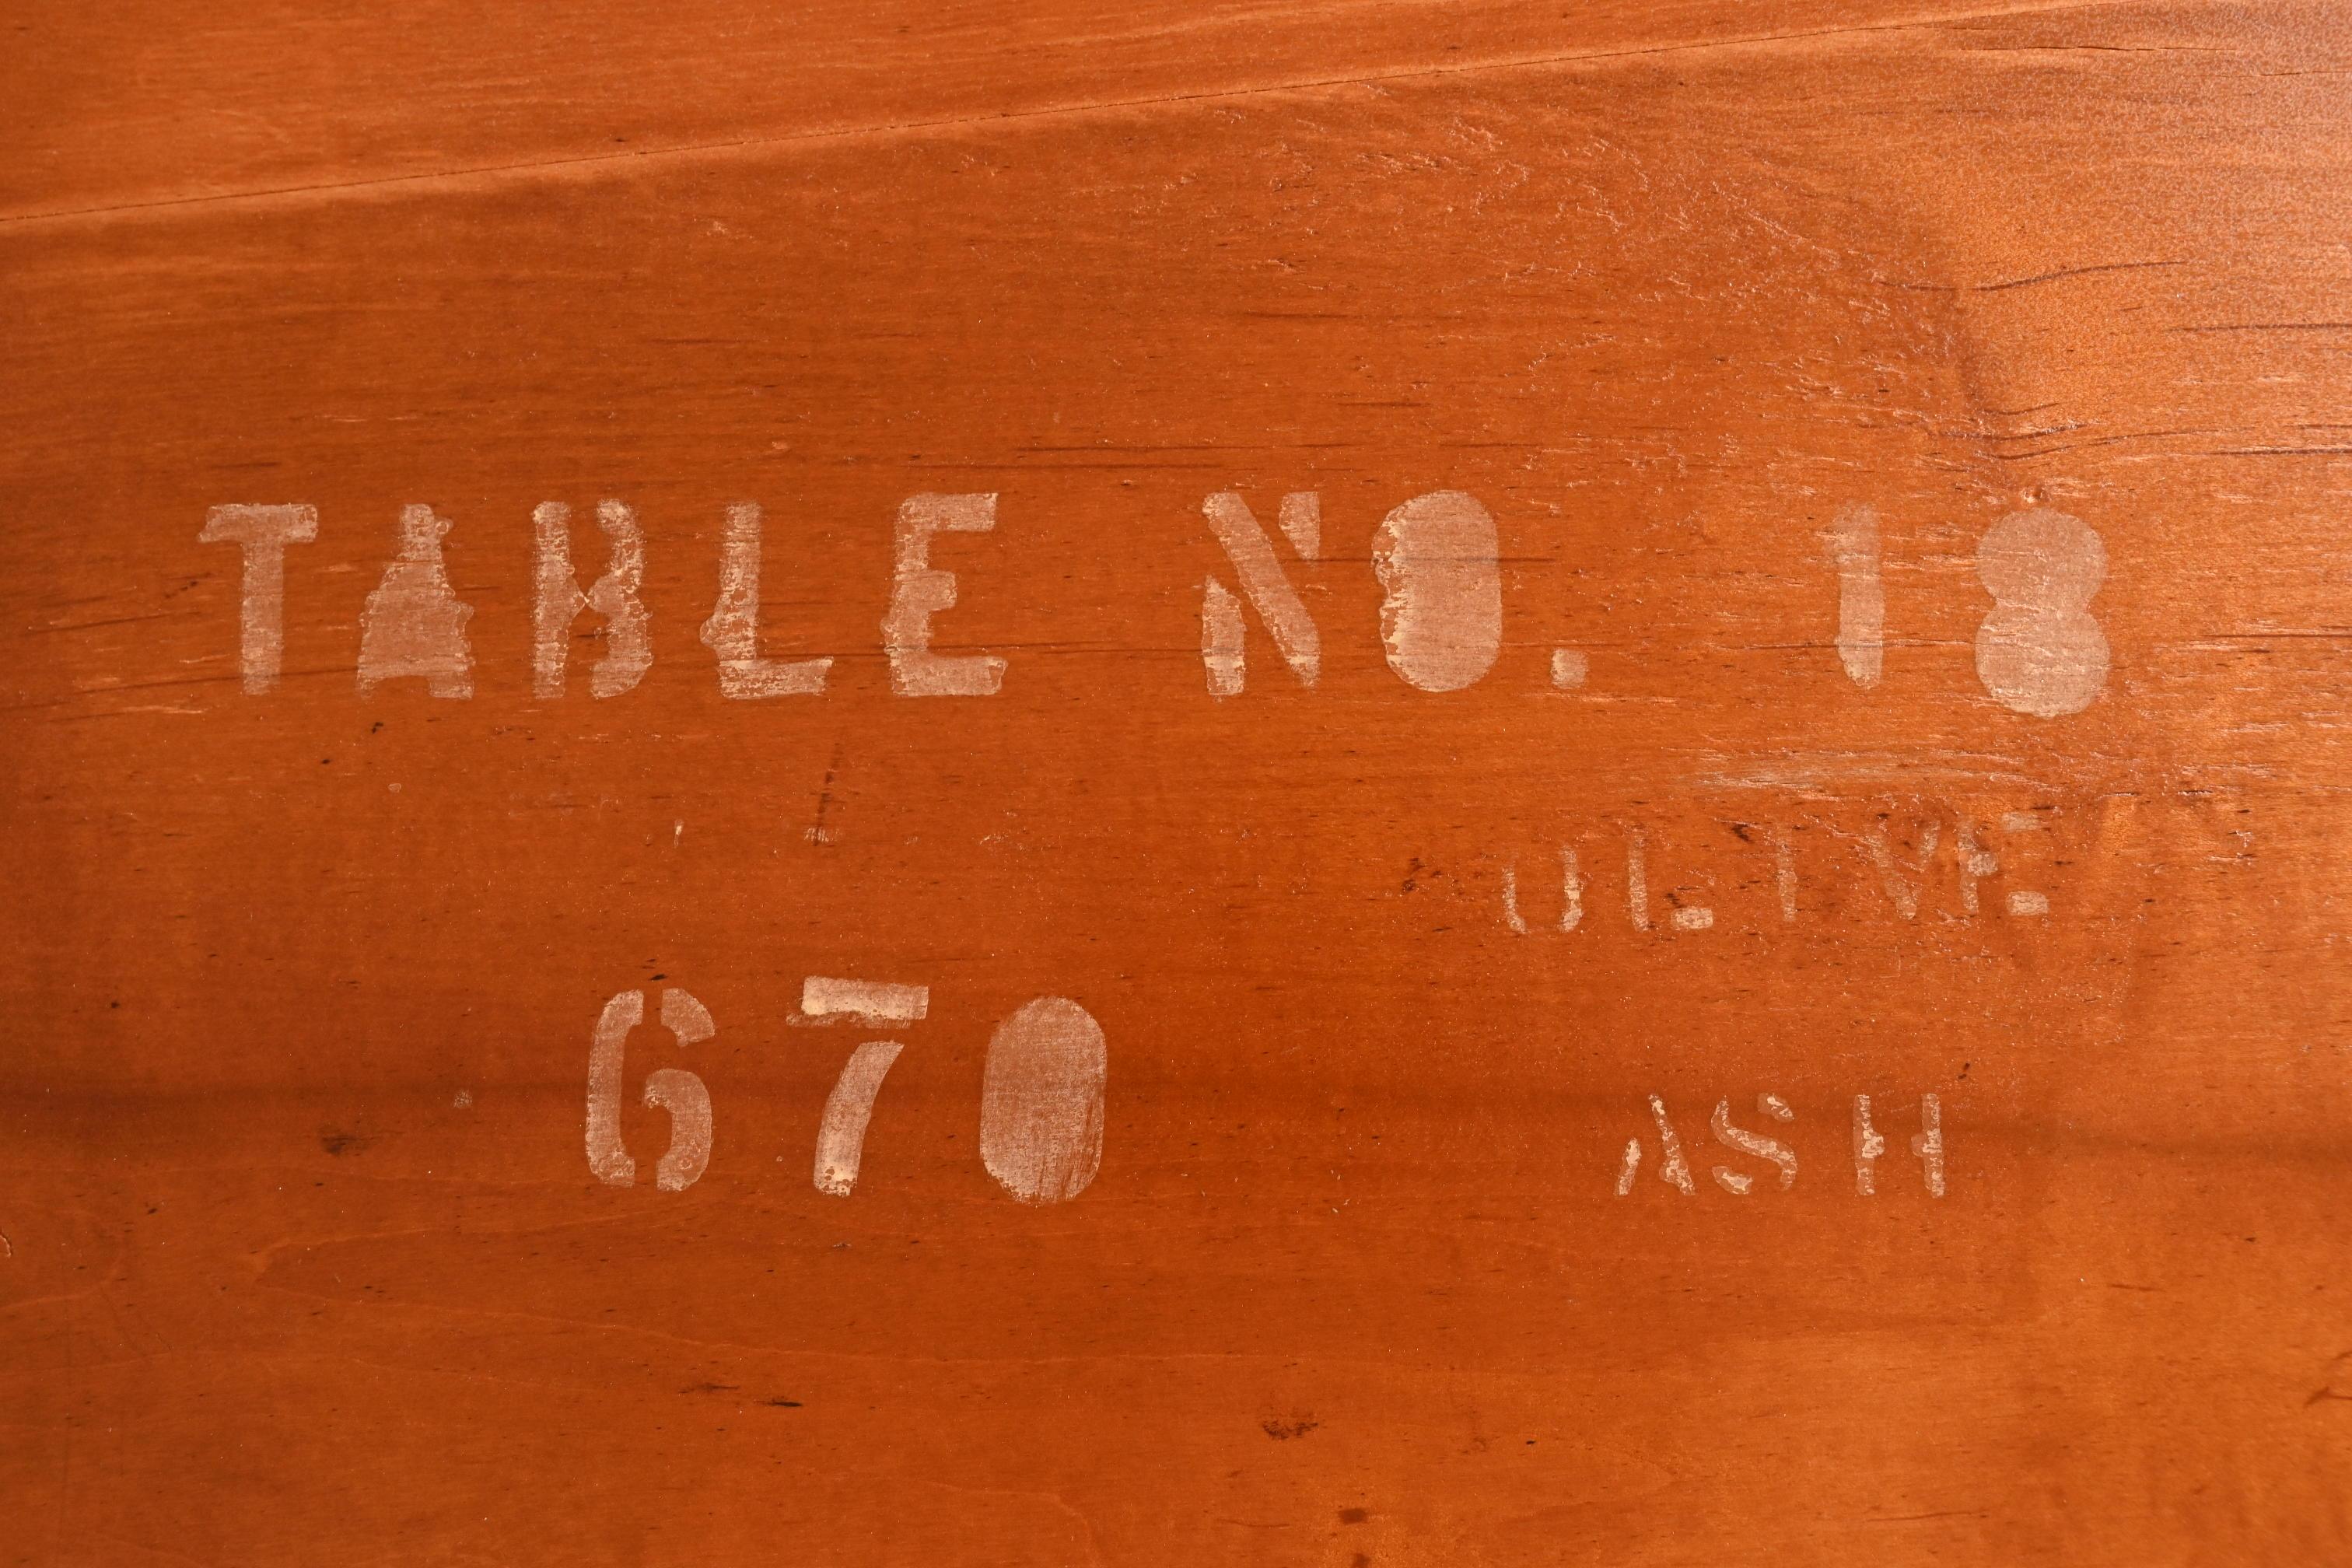 TABLE NO. 18
OLIVE
670 ASH